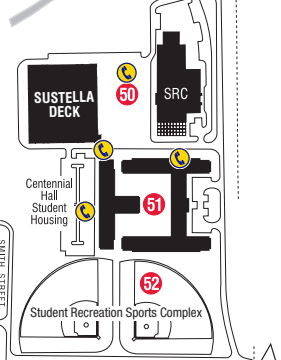 50
SRC
SUSTELLA
DECK
Centennial
Hall
Student
Housing
51
SMITH STREET
52
Student Recreation Sports Complex